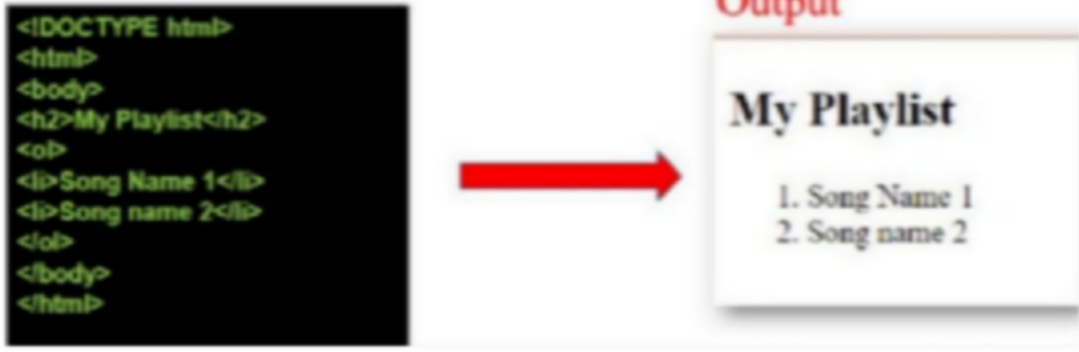 <!DOCTYPE html>
<html>
<body>
<h2>My Playlist</h2>
<ol>
<li>Song Name 1</li>
<li>Song name 2</li>
</ol>
</body>
</html>
Output
My Playlist
1. Song Name 1
2. Song name 2